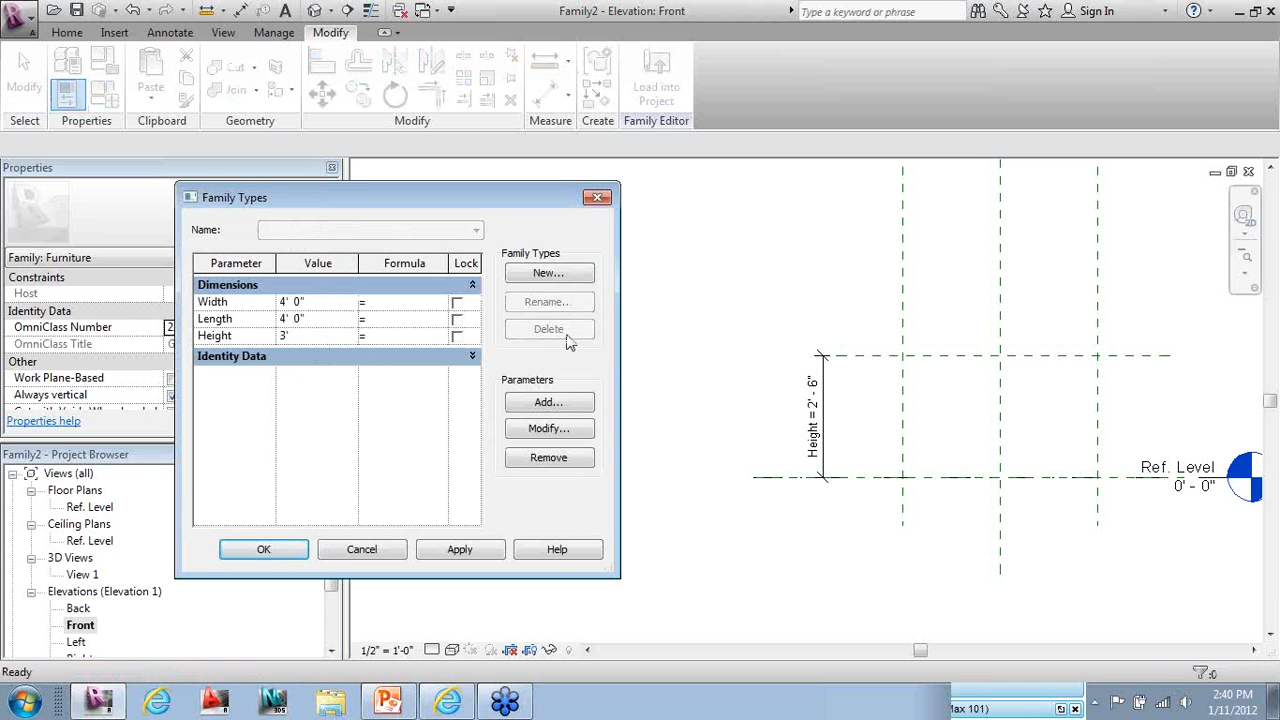 Family2 - Elevation: Front
Type a keyword or phrase
Sign In
Home Insert Annotate View Manage Modify
Modify
Paste
Cut
Join
Load into
Project
Select Properties Clipboard Geometry Modify Measure Create Family Editor
Properties
Family: Furniture
Constraints
Host
Identity Data
OmniClass Number 2
OmniClass Title
Other
Work Plane-Based
Always vertical
Properties help
Family2 - Project Browser
Views (all)
Floor Plans
Ref. Level
Ceiling Plans
Ref. Level
3D Views
View 1
Elevations (Elevation 1)
Back
Front
Left
Family Types
Name:
Parameter Value Formula Lock
Dimensions
Width 4' 0" =
Length 4' 0" =
Height 3' =
Identity Data
Family Types
New...
Rename...
Delete
Parameters
Add...
Modify...
Remove
OK Cancel Apply Help
Height = 2' - 6"
Ref. Level
0' - 0"
1/2" = 1'-0"
Ready
:0
Max 101)
2:40 PM
1/11/2012